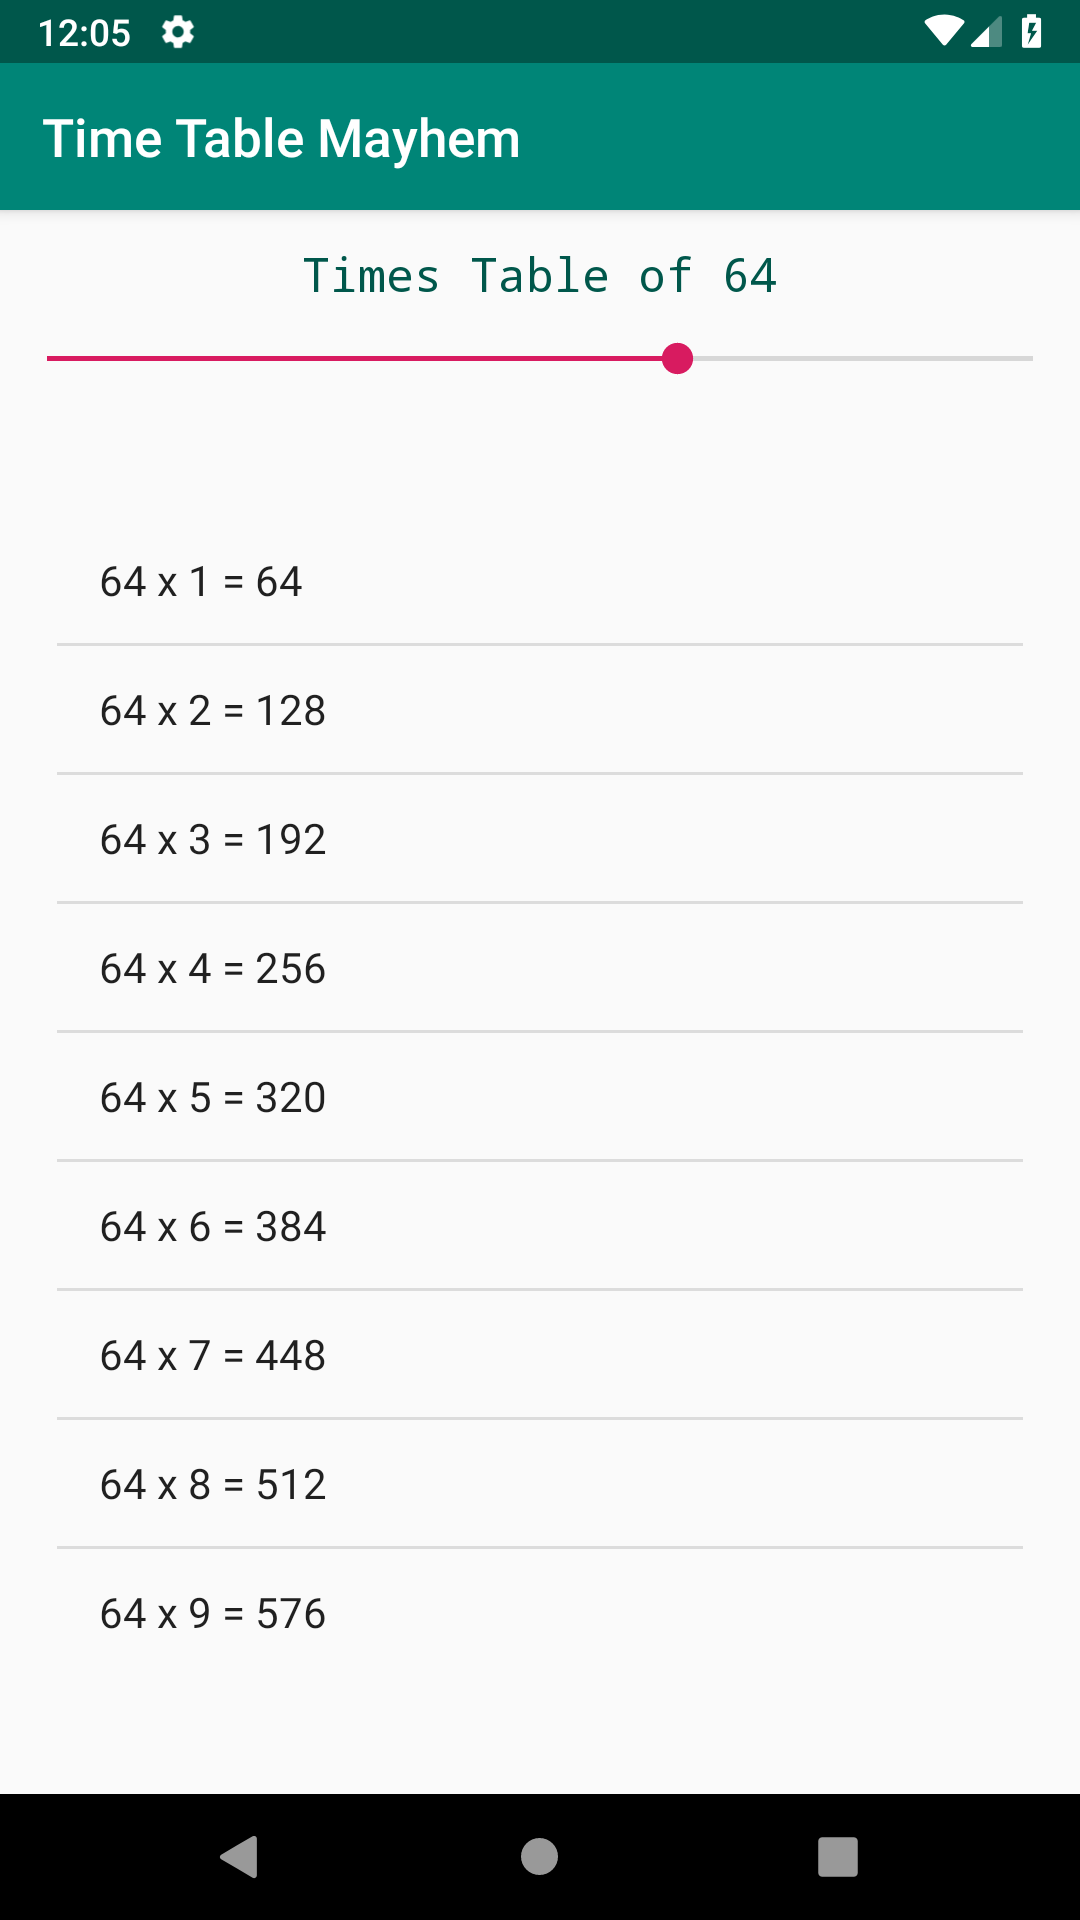 12:05
Time Table Mayhem
Times Table of 64
64 x 1 = 64
64 x 2 = 128
64 x 3 = 192
64 x 4 = 256
64 x 5 = 320
64 x 6 = 384
64 x 7 = 448
64 x 8 = 512
64 x 9 = 576